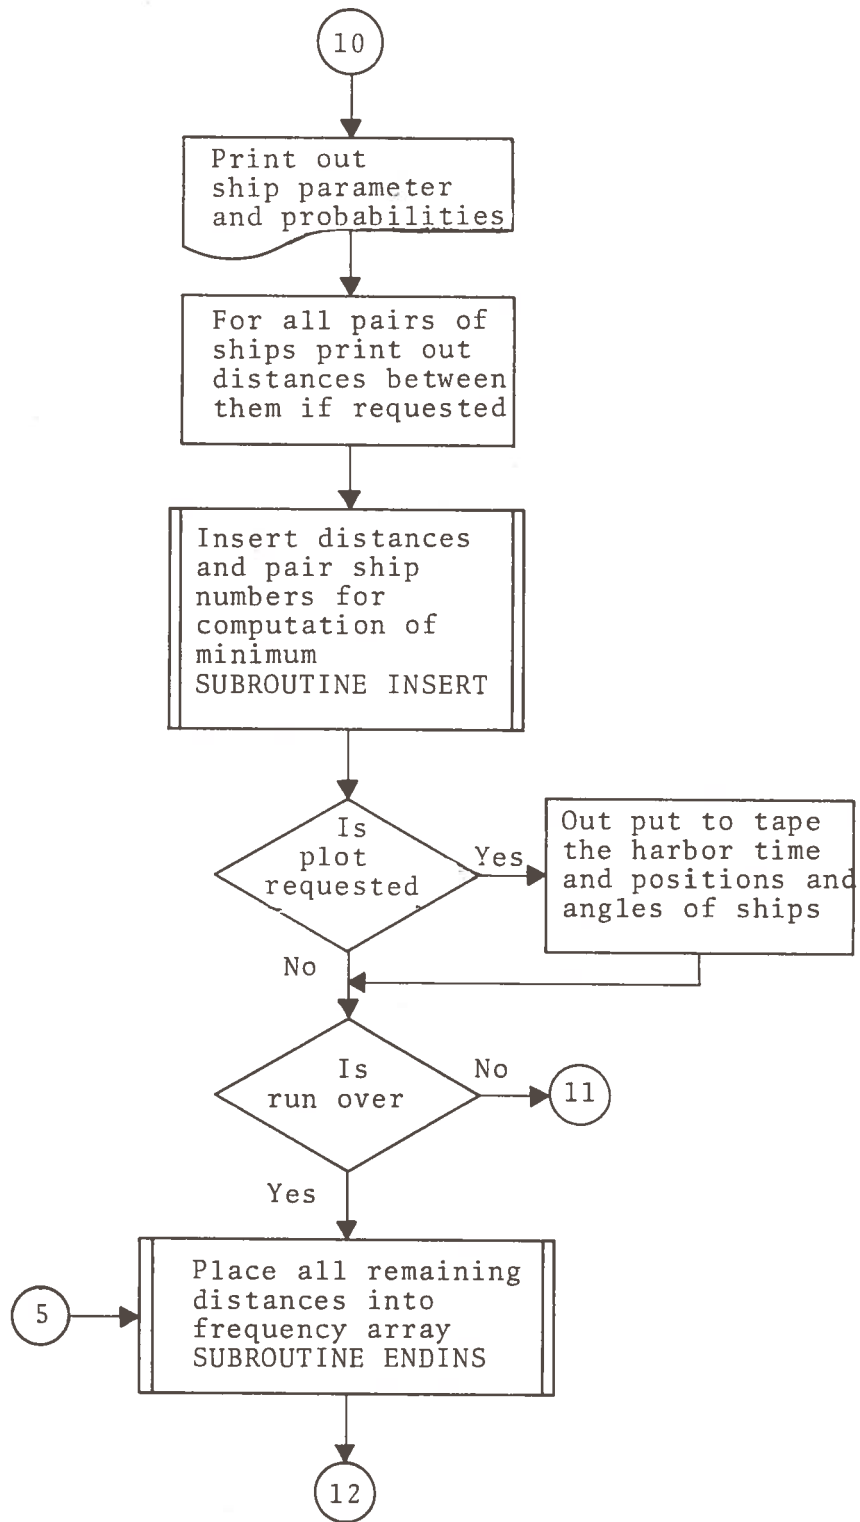 10
Print out
ship parameter
and probabilities
For all pairs of
ships print out
distances between
them if requested
Insert distances
and pair ship
numbers for
computation of
minimum
SUBROUTINE INSERT
Is
plot
requested
Yes
Out put to tape
the harbor time
and positions and
angles of ships
No
Is
run over
No
11
Yes
Place all remaining
distances into
frequency array
SUBROUTINE ENDINS
5
12